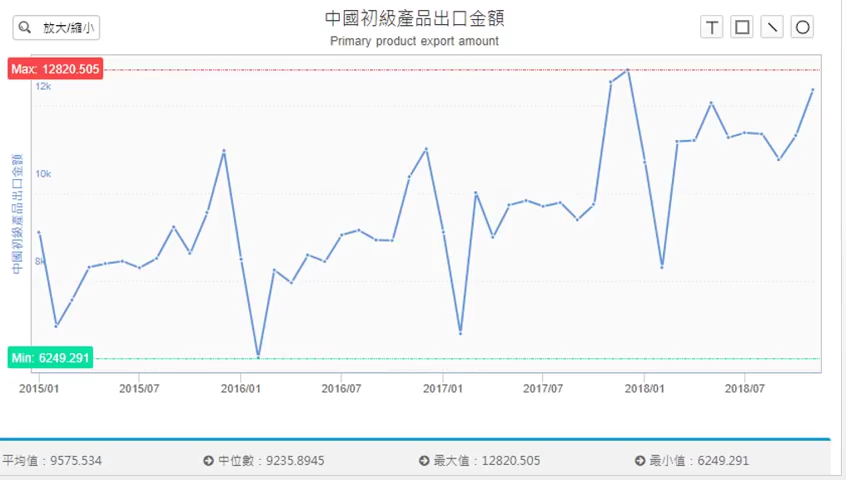 放大/縮小
中國初級產品出口金額
Primary product export amount
T
Max: 12820.505
12k
10k
8k
中國初級產品出口金額
Min: 6249.291
2015/01 2015/07 2016/01 2016/07 2017/01 2017/07 2018/01 2018/07
平均值：9575.534 中位數：9235.8945 最大值：12820.505 最小值：6249.291